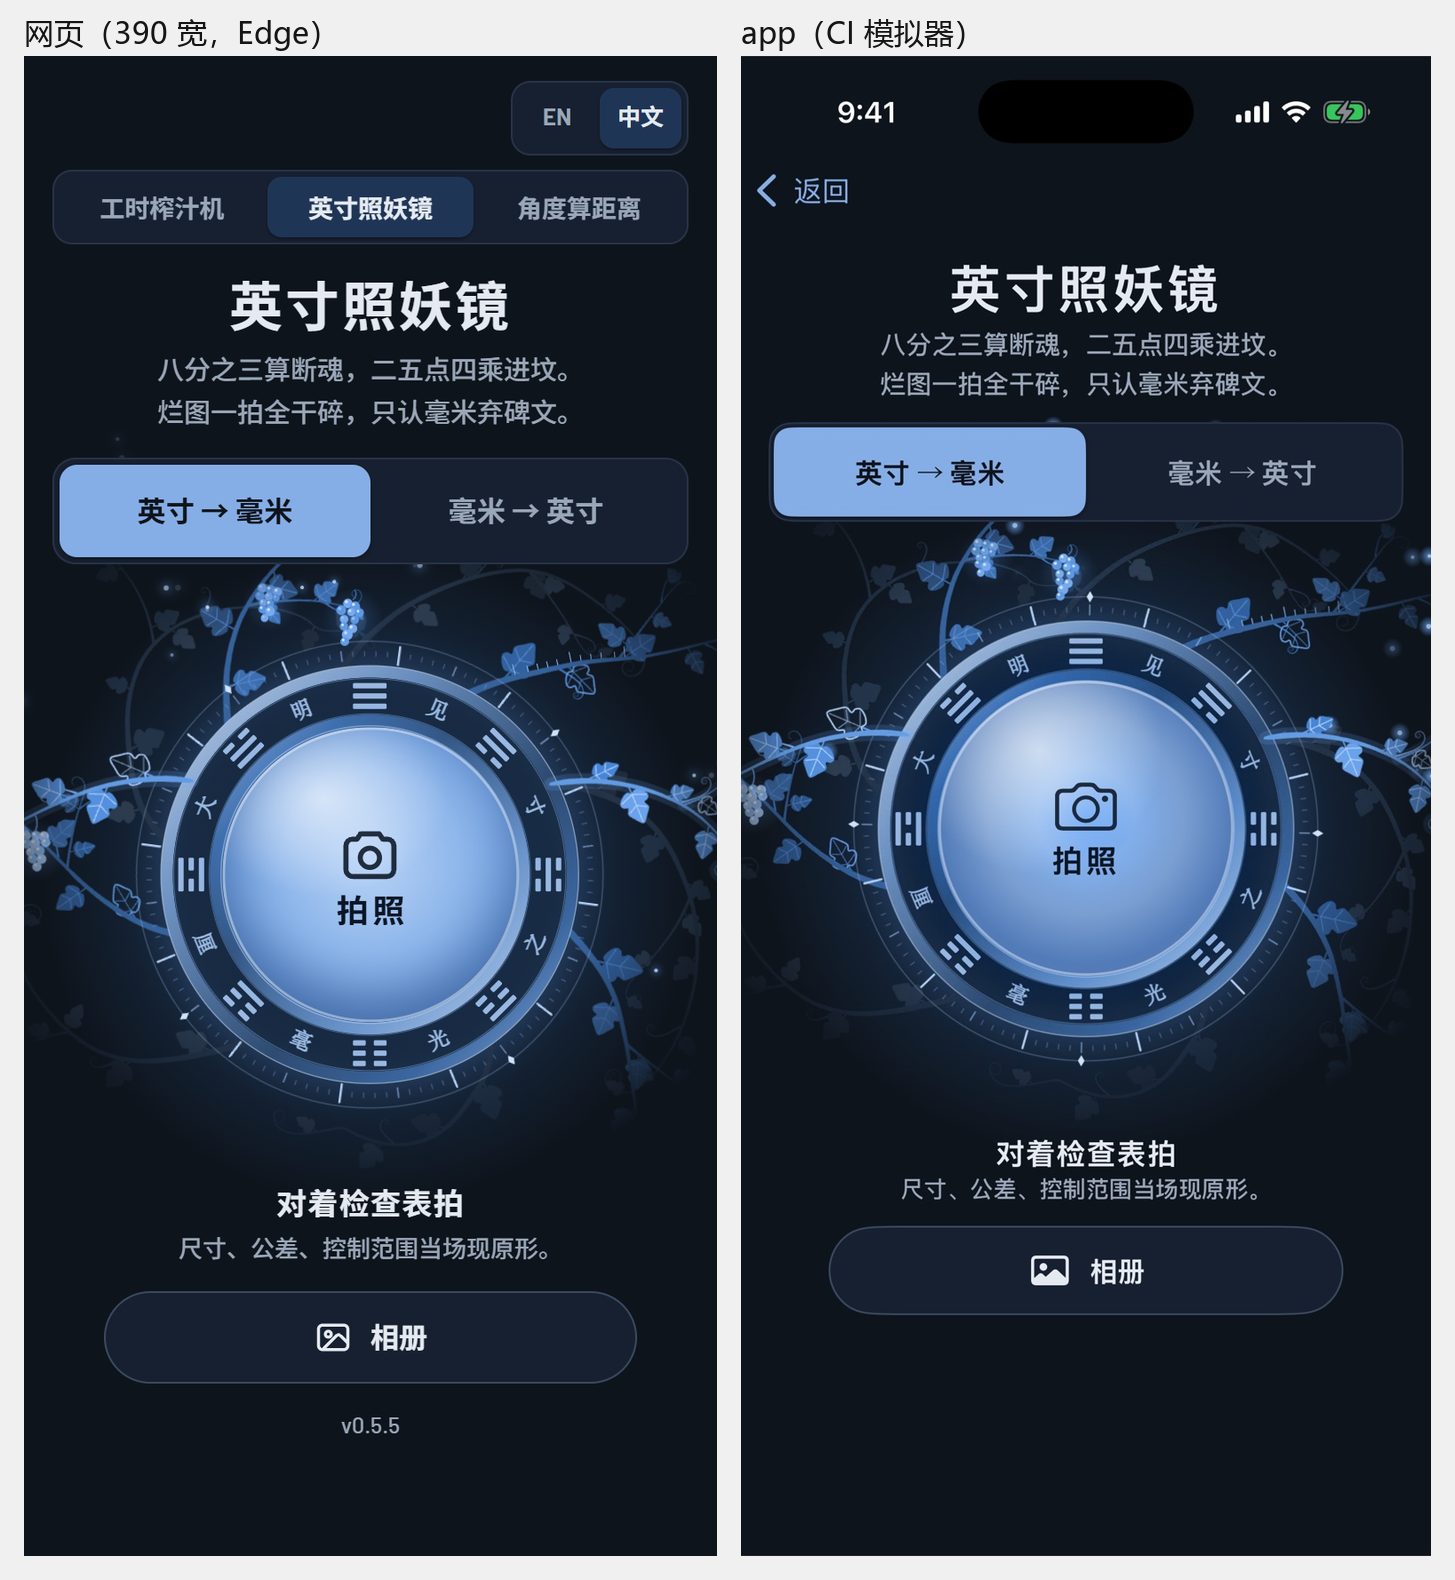 网页（390 宽，Edge）
EN 中文
工时榨汁机 英寸照妖镜 角度算距离
英寸照妖镜
八分之三算断魂，二五点四乘进坟。
烂图一拍全干碎，只认毫米弃碑文。
英寸 → 毫米 毫米 → 英寸
明 见
大 寸
拍照
画 之
毫 光
对着检查表拍
尺寸、公差、控制范围当场现原形。
相册
v0.5.5
app（CI 模拟器）
9:41
返回
英寸照妖镜
八分之三算断魂，二五点四乘进坟。
烂图一拍全干碎，只认毫米弃碑文。
英寸 → 毫米 毫米 → 英寸
明 见
大 寸
拍照
画 之
毫 光
对着检查表拍
尺寸、公差、控制范围当场现原形。
相册